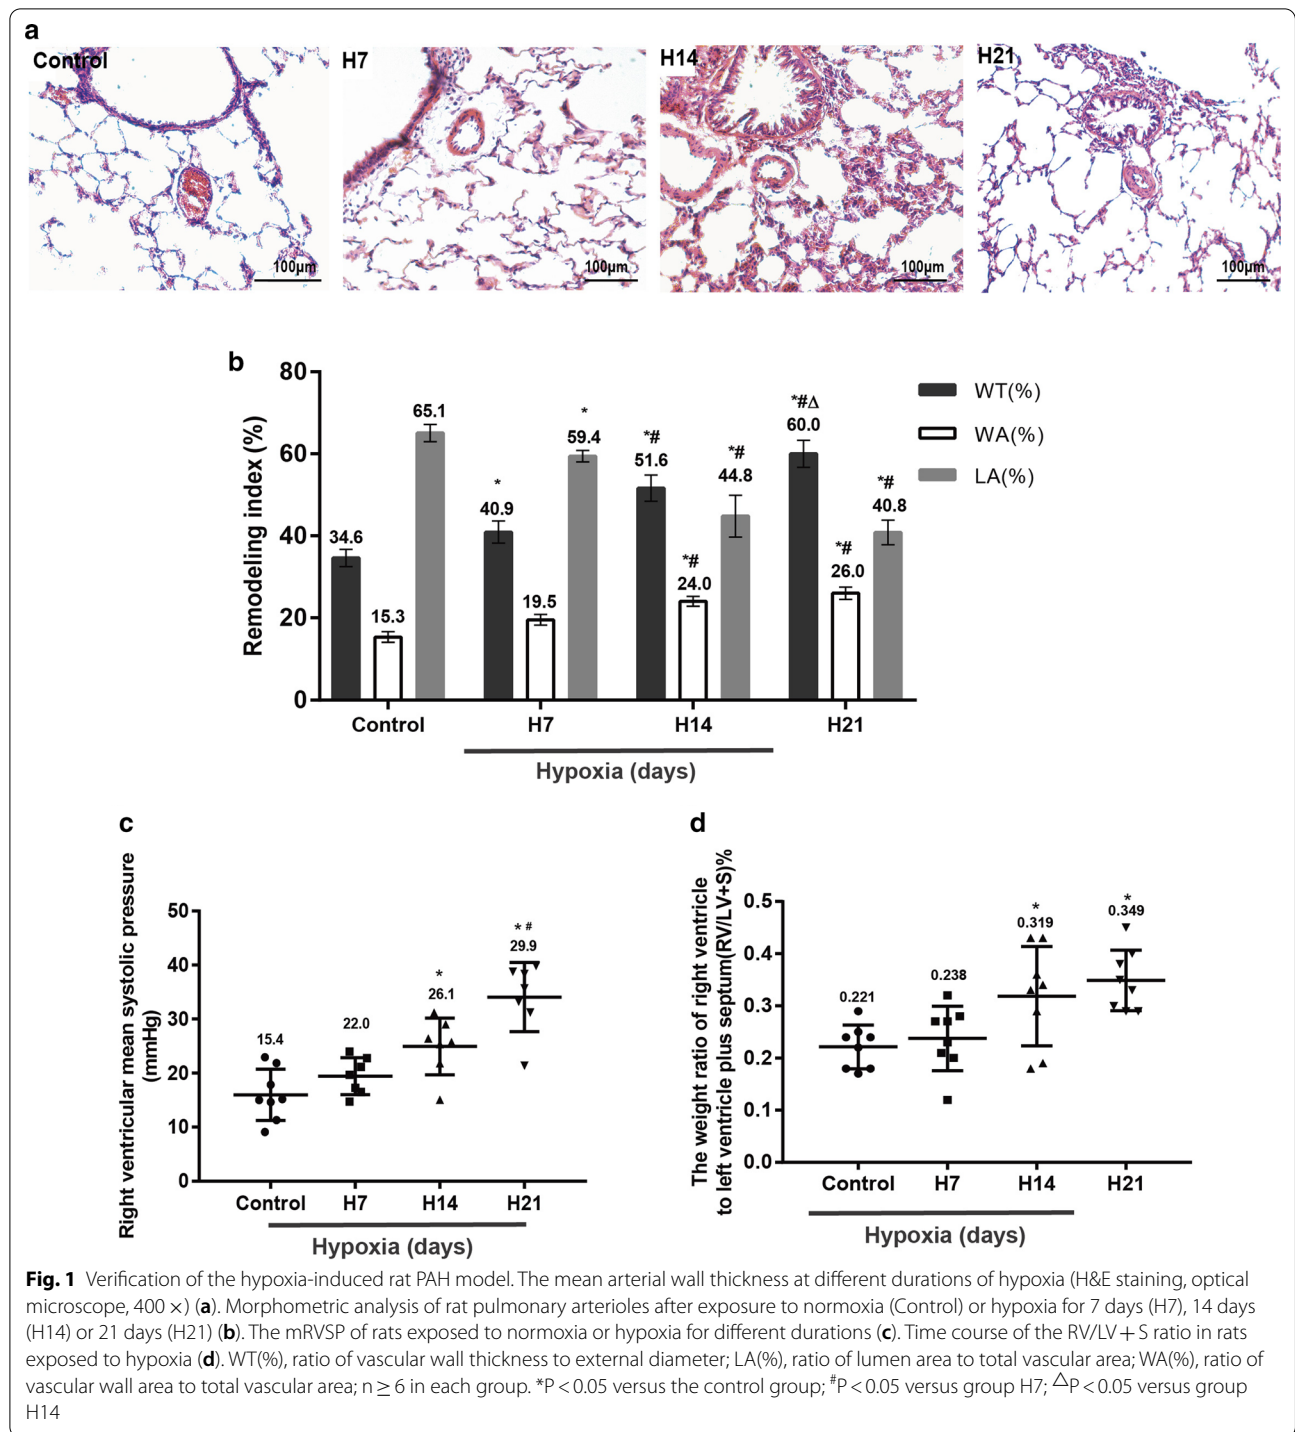 a
Control
H7
H14
H21
100µm
100µm
100µm
100µm
b
Remodeling index (%)
80
60
40
20
0
34.6
15.3
65.1
*
40.9
19.5
*
59.4
*#
51.6
*#
24.0
*#
44.8
*#Δ
60.0
*#
26.0
*#
40.8
WT(%)
WA(%)
LA(%)
Control
H7
H14
H21
Hypoxia (days)
c
Right ventricular mean systolic pressure
(mmHg)
50
40
30
20
10
0
15.4
22.0
*
26.1
* #
29.9
Control
H7
H14
H21
Hypoxia (days)
d
The weight ratio of right ventricle
to left ventricle plus septum(RV/LV+S)%
0.5
0.4
0.3
0.2
0.1
0.0
0.221
0.238
*
0.319
*
0.349
Control
H7
H14
H21
Hypoxia (days)
Fig. 1 Verification of the hypoxia-induced rat PAH model. The mean arterial wall thickness at different durations of hypoxia (H&E staining, optical
microscope, 400 ×) (a). Morphometric analysis of rat pulmonary arterioles after exposure to normoxia (Control) or hypoxia for 7 days (H7), 14 days
(H14) or 21 days (H21) (b). The mRVSP of rats exposed to normoxia or hypoxia for different durations (c). Time course of the RV/LV + S ratio in rats
exposed to hypoxia (d). WT(%), ratio of vascular wall thickness to external diameter; LA(%), ratio of lumen area to total vascular area; WA(%), ratio of
vascular wall area to total vascular area; n ≥ 6 in each group. *P < 0.05 versus the control group; #P < 0.05 versus group H7; △P < 0.05 versus group
H14